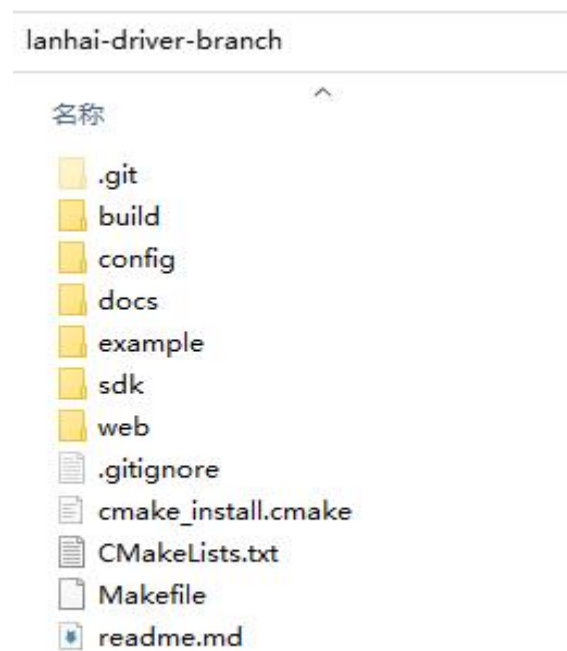 lanhai-driver-branch
名称
.git
build
config
docs
example
sdk
web
.gitignore
cmake_install.cmake
CMakeLists.txt
Makefile
readme.md